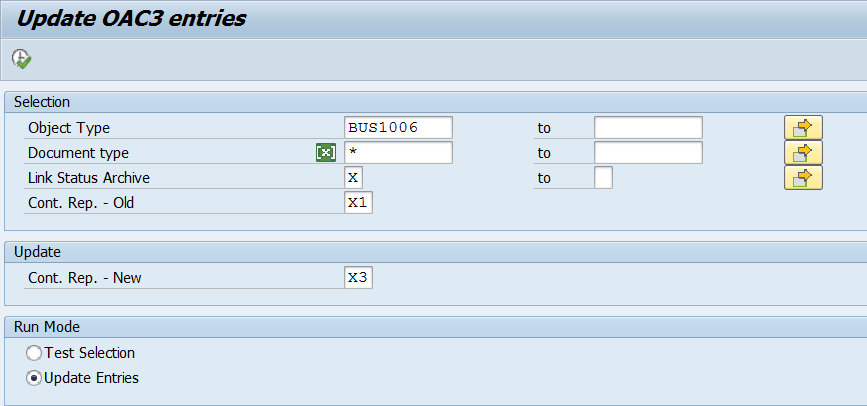 Update OAC3 entries
Selection
Object Type BUS1006 to
Document type * to
Link Status Archive X to
Cont. Rep. - Old X1
Update
Cont. Rep. - New X3
Run Mode
Test Selection
Update Entries